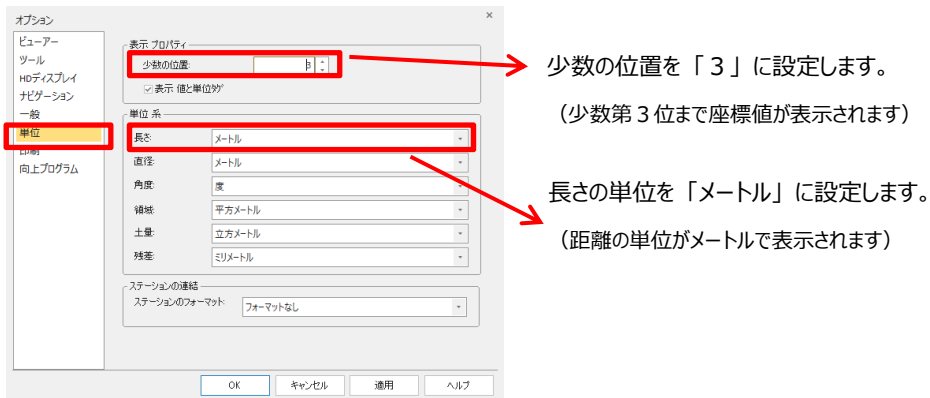 オプション
×
ビューアー
ツール
HDディスプレイ
ナビゲーション
一般
単位
印刷
向上プログラム
表示 プロパティ
少数の位置:
3
表示 値と単位タグ
単位 系
長さ:
メートル
直径:
メートル
角度:
度
領域:
平方メートル
土量:
立方メートル
残差:
ミリメートル
ステーションの連結
ステーションのフォーマット:
フォーマットなし
OK
キャンセル
適用
ヘルプ
少数の位置を「３」に設定します。
（少数第３位まで座標値が表示されます）
長さの単位を「メートル」に設定します。
（距離の単位がメートルで表示されます）